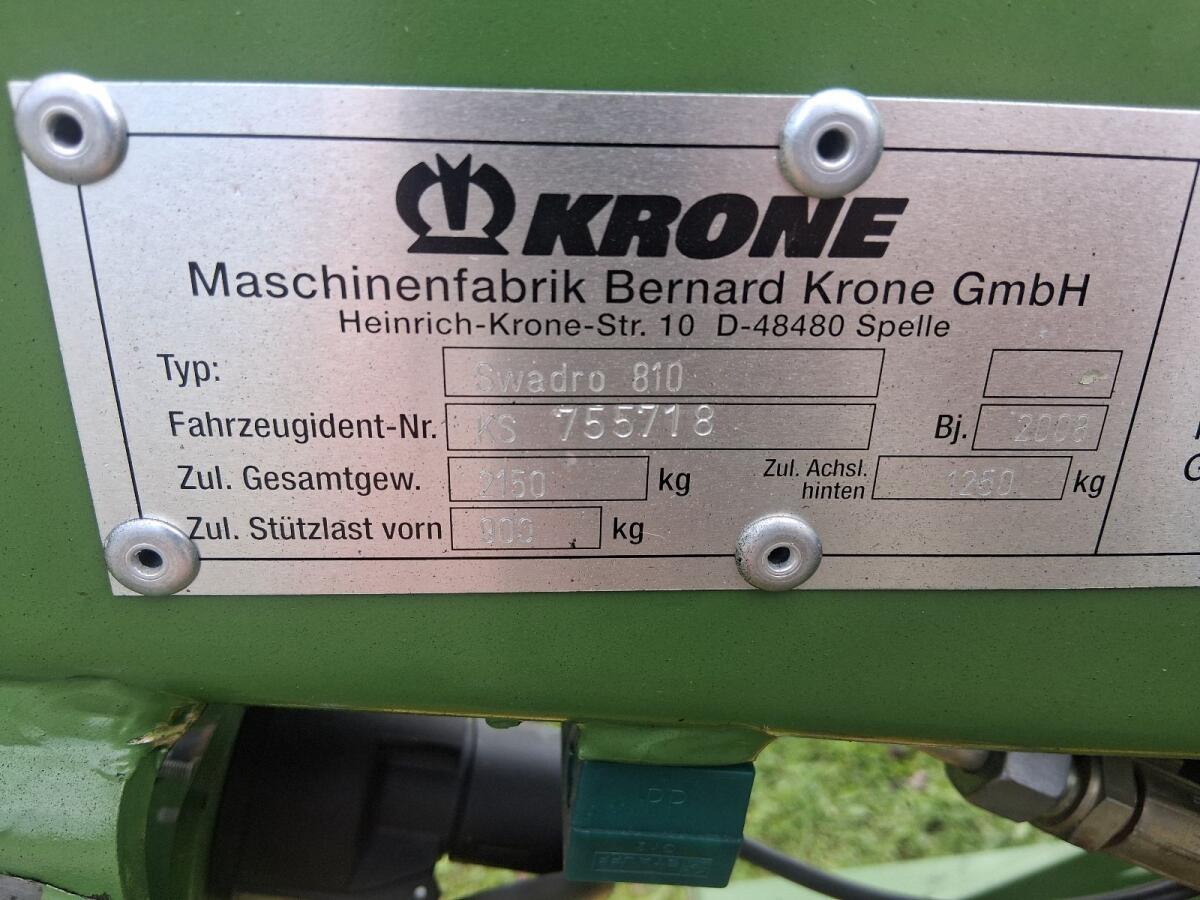 KRONE
Maschinenfabrik Bernard Krone GmbH
Heinrich-Krone-Str. 10 D-48480 Spelle
Typ: Swadro 810
Fahrzeugident-Nr. KS 755718 Bj. 2008
Zul. Gesamtgew. 2150 kg Zul. Achsl. hinten 1250 kg
Zul. Stützlast vorn 900 kg